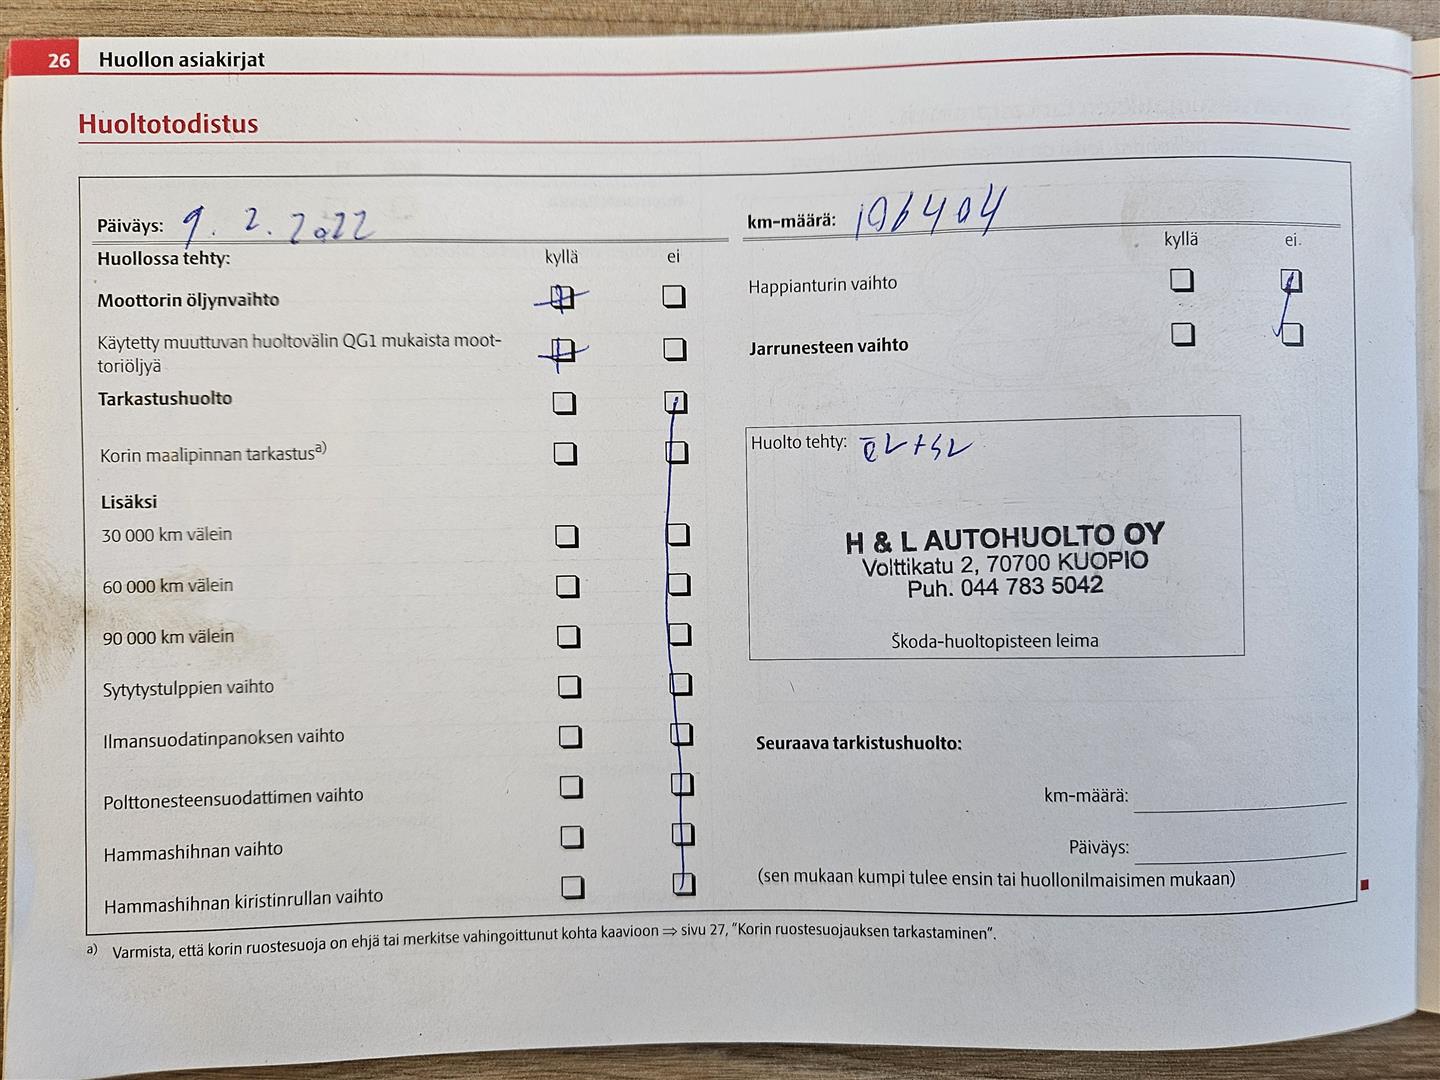 26 Huollon asiakirjat
Huoltotodistus
Päiväys: 9. 2. 2022
Huollossa tehty: kyllä ei
Moottorin öljynvaihto
Käytetty muuttuvan huoltovälin QG1 mukaista moot-
toriöljyä
Tarkastushuolto
Korin maalipinnan tarkastusa)
Lisäksi
30 000 km välein
60 000 km välein
90 000 km välein
Sytytystulppien vaihto
Ilmansuodatinpanoksen vaihto
Polttonesteensuodattimen vaihto
Hammashihnan vaihto
Hammashihnan kiristinrullan vaihto
km-määrä: 196404
kyllä ei.
Happianturin vaihto
Jarrunesteen vaihto
Huolto tehty:
H & L AUTOHUOLTO OY
Volttikatu 2, 70700 KUOPIO
Puh. 044 783 5042
Škoda-huoltopisteen leima
Seuraava tarkistushuolto:
km-määrä:
Päiväys:
(sen mukaan kumpi tulee ensin tai huollonilmaisimen mukaan)
a) Varmista, että korin ruostesuoja on ehjä tai merkitse vahingoittunut kohta kaavioon ⇒ sivu 27, "Korin ruostesuojauksen tarkastaminen".